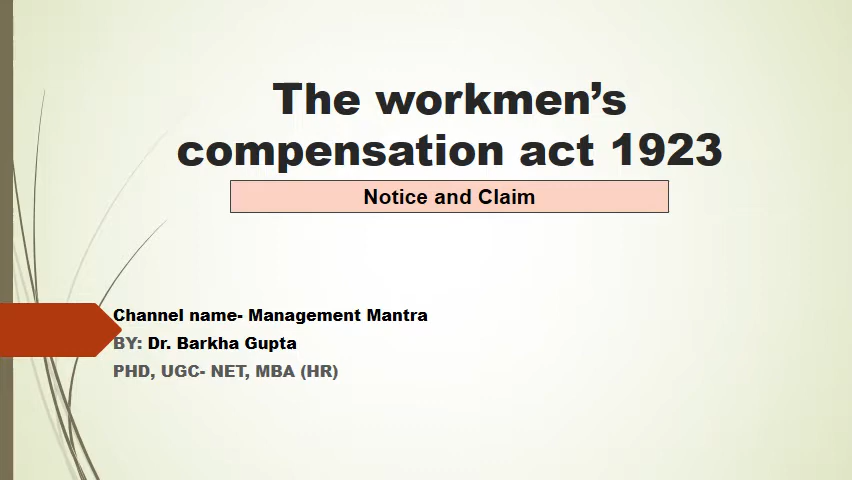 The workmen’s
compensation act 1923
Notice and Claim
Channel name- Management Mantra
BY: Dr. Barkha Gupta
PHD, UGC- NET, MBA (HR)